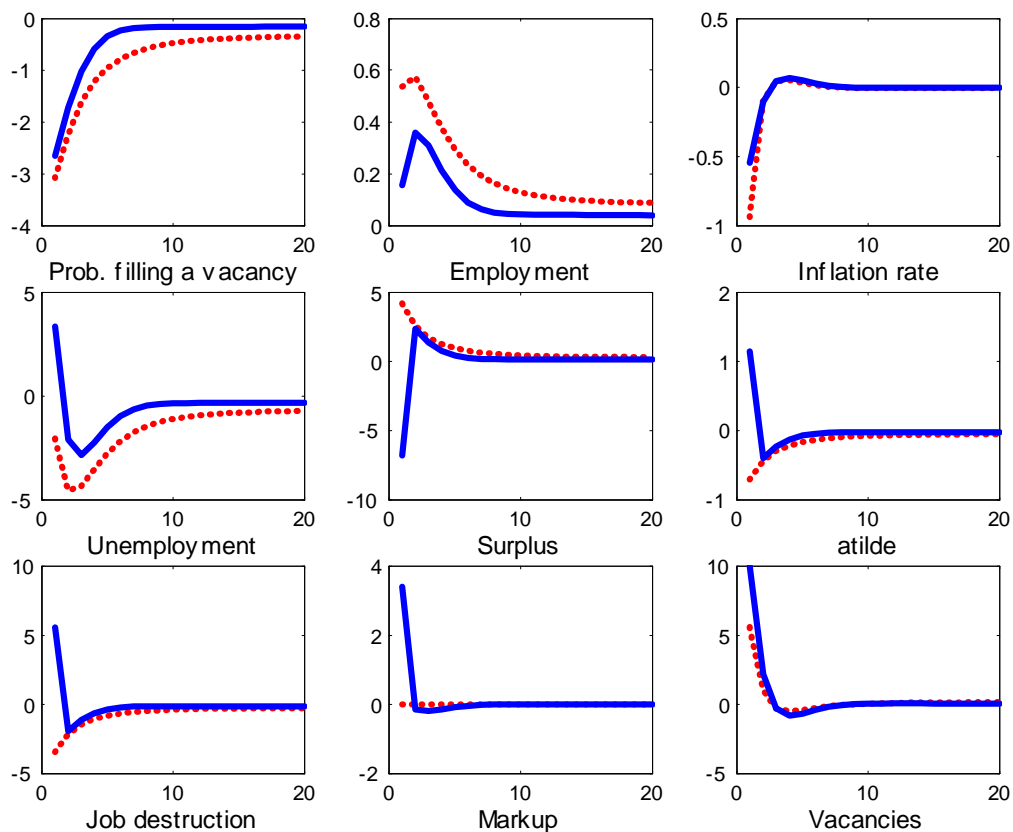 0
-1
-2
-3
-4
0 10 20
Prob. filling a vacancy
0.8
0.6
0.4
0.2
0
0 10 20
Employment
0.5
0
-0.5
-1
0 10 20
Inflation rate
5
0
-5
0 10 20
Unemployment
5
0
-5
-10
0 10 20
Surplus
2
1
0
-1
0 10 20
atilde
10
5
0
-5
0 10 20
Job destruction
4
2
0
-2
0 10 20
Markup
10
5
0
-5
0 10 20
Vacancies